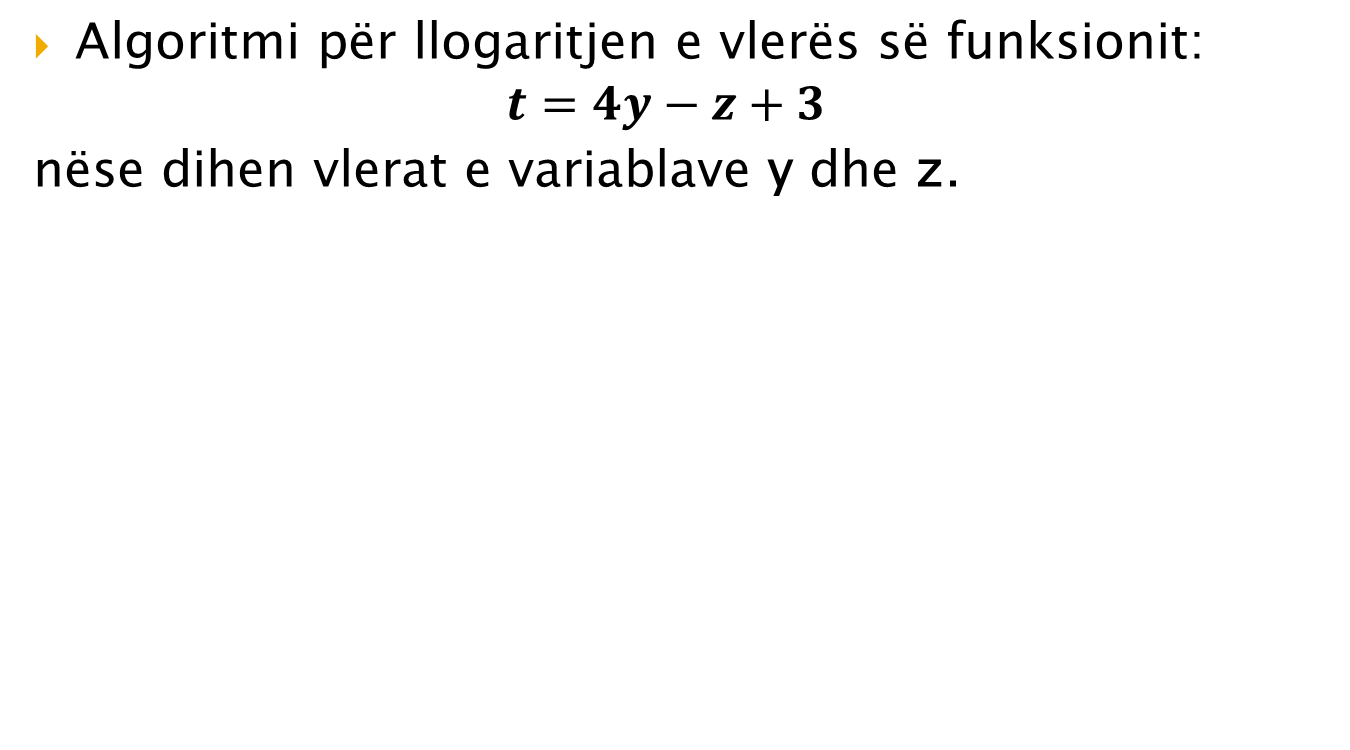 Algoritmi për llogaritjen e vlerës së funksionit:
t = 4y − z + 3
nëse dihen vlerat e variablave y dhe z.